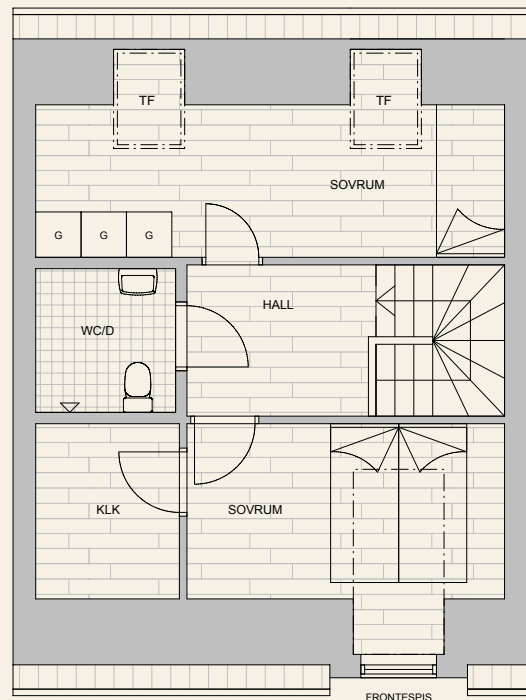 TF
TF
SOVRUM
G
G
G
HALL
WC/D
KLK
SOVRUM
FRONTESPIS